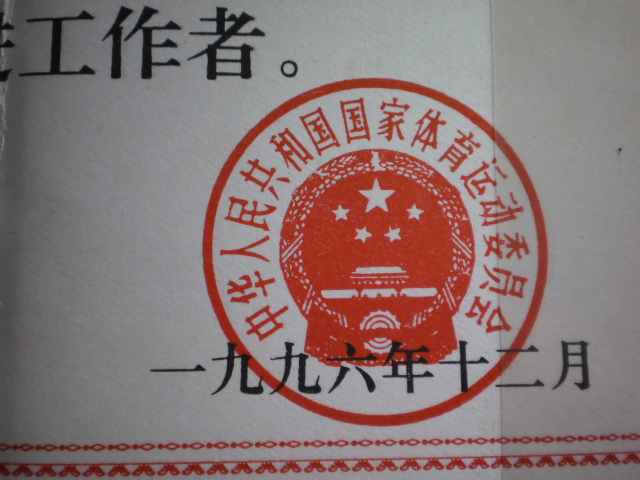 工作者。
中华人民共和国国家体育运动委员会
一九九六年十二月